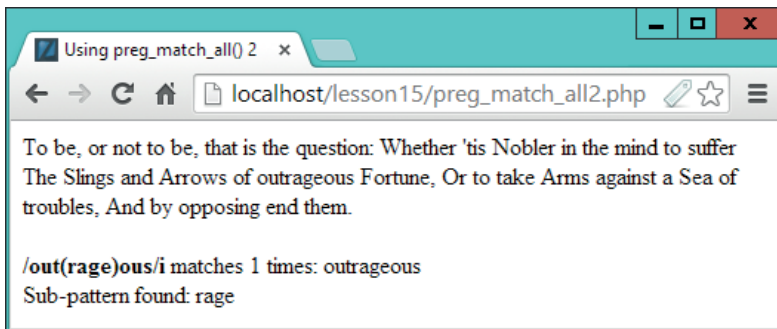 Using preg_match_all() 2
localhost/lesson15/preg_match_all2.php
To be, or not to be, that is the question: Whether 'tis Nobler in the mind to suffer
The Slings and Arrows of outrageous Fortune, Or to take Arms against a Sea of
troubles, And by opposing end them.
/out(rage)ous/i matches 1 times: outrageous
Sub-pattern found: rage